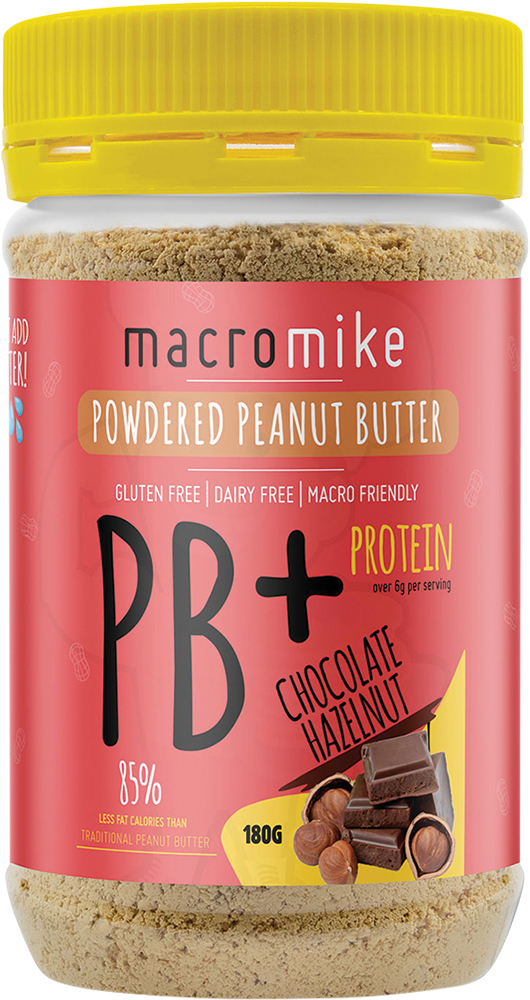 ADD
macromike
POWDERED PEANUT BUTTER
GLUTEN FREE | DAIRY FREE | MACRO FRIENDLY
PB+
PROTEIN
over 6g per serving
CHOCOLATE
HAZELNUT
85%
LESS FAT CALORIES THAN
TRADITIONAL PEANUT BUTTER
180G